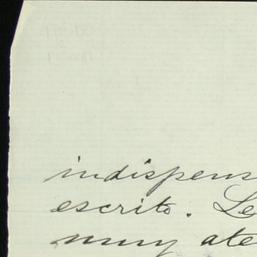 indispens
escrito. Le
muy ate